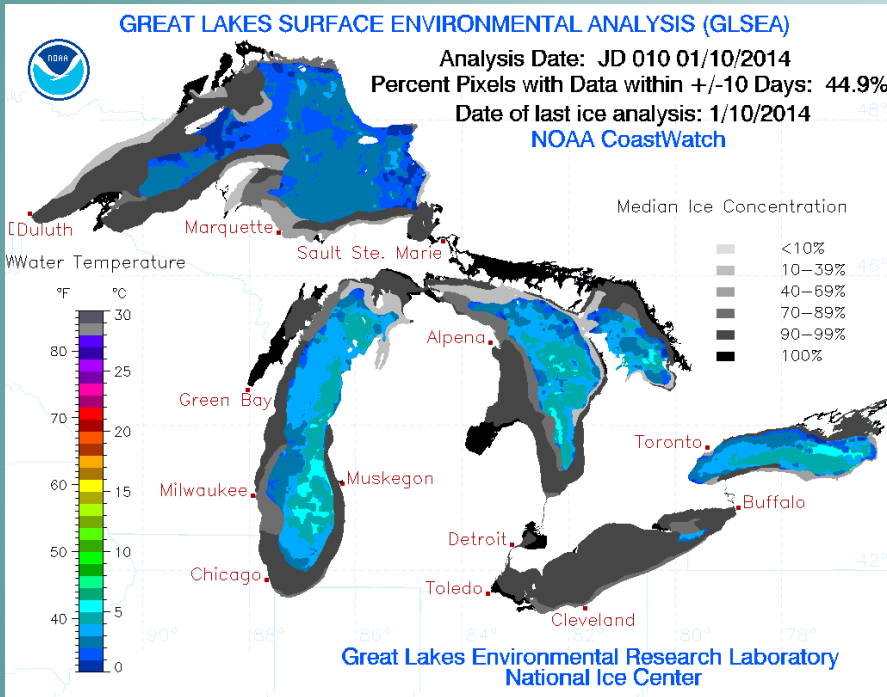 GREAT LAKES SURFACE ENVIRONMENTAL ANALYSIS (GLSEA)
NOAA
Analysis Date: JD 010 01/10/2014
Percent Pixels with Data within +/-10 Days: 44.9%
Date of last ice analysis: 1/10/2014
NOAA CoastWatch
48°
[Duluth
Marquette
Sault Ste. Marie
Median Ice Concentration
<10%
10-39%
40-69%
70-89%
90-99%
100%
46°
WWater Temperature
°F °C
30
80
25
70
20
60
15
50
10
40
5
0
Alpena
Green Bay
Toronto
Milwaukee
Muskegon
Buffalo
Detroit
42°
Chicago
Toledo
Cleveland
90° 88° 86° 84° 82° 80° 78°
Great Lakes Environmental Research Laboratory
National Ice Center